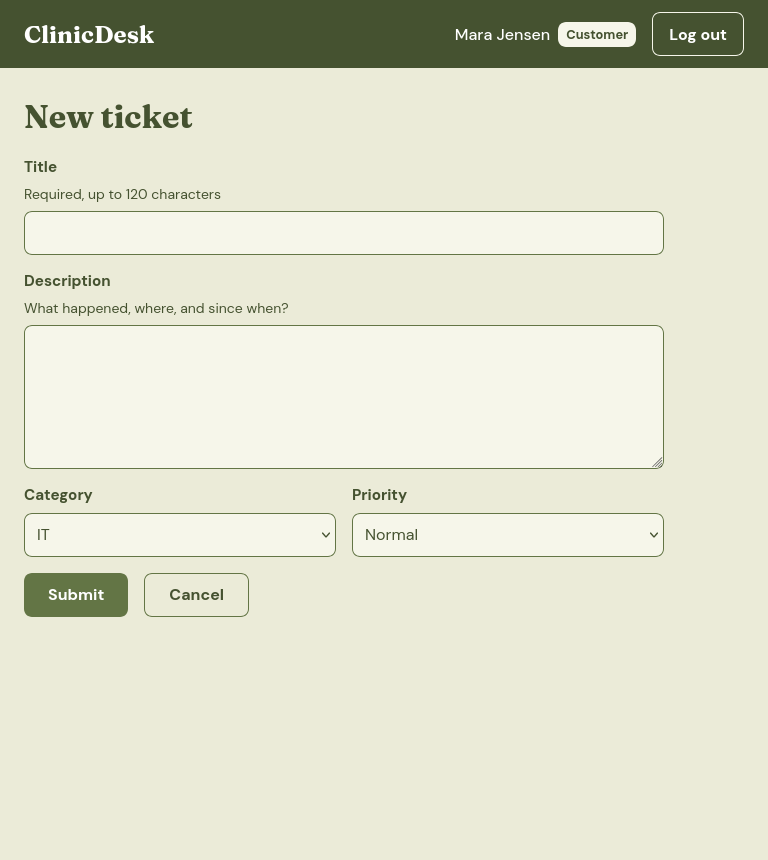 ClinicDesk
Mara Jensen Customer Log out
New ticket
Title
Required, up to 120 characters
Description
What happened, where, and since when?
Category Priority
IT Normal
Submit Cancel